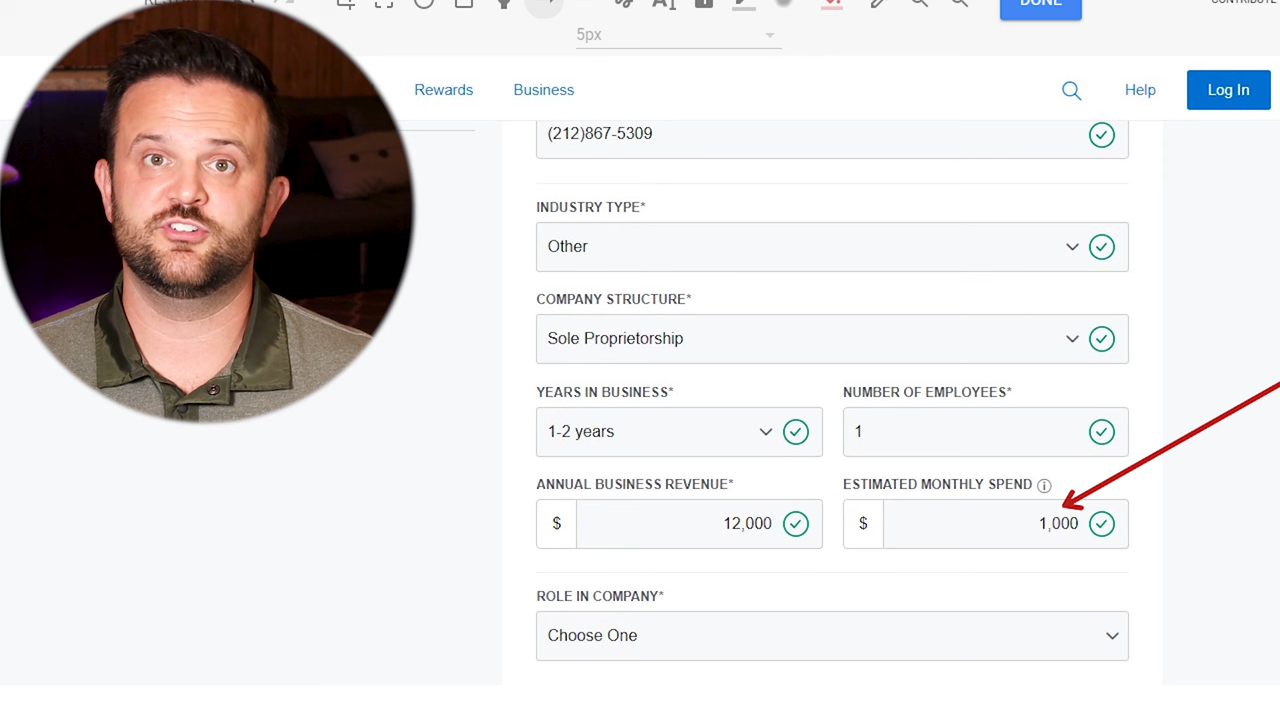 DONE
CONTRIBUTE
5px
Rewards Business Help Log In
(212)867-5309
INDUSTRY TYPE*
Other
COMPANY STRUCTURE*
Sole Proprietorship
YEARS IN BUSINESS* NUMBER OF EMPLOYEES*
1-2 years 1
ANNUAL BUSINESS REVENUE* ESTIMATED MONTHLY SPEND
$ 12,000 $ 1,000
ROLE IN COMPANY*
Choose One